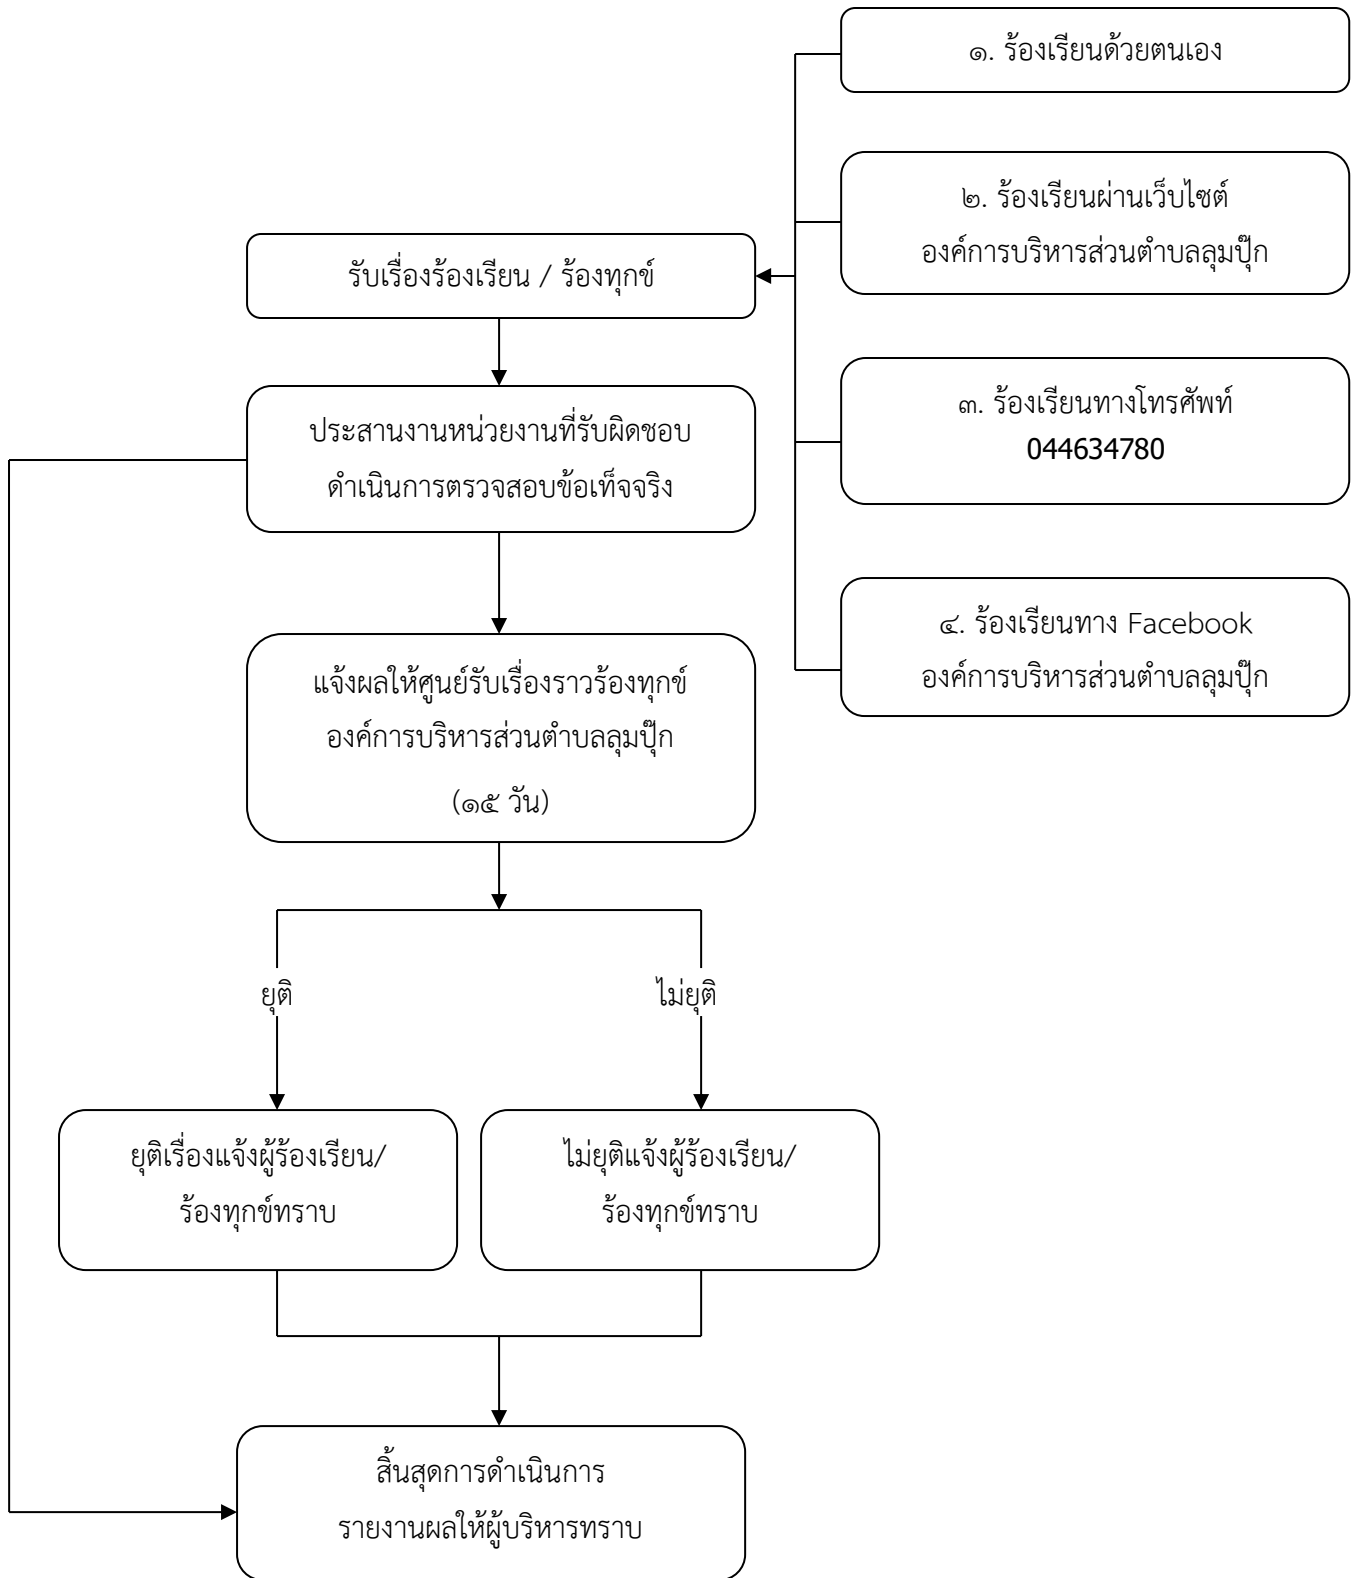 ๑. ร้องเรียนด้วยตนเอง
๒. ร้องเรียนผ่านเว็บไซต์
องค์การบริหารส่วนตำบลลุมปุ๊ก
รับเรื่องร้องเรียน / ร้องทุกข์
๓. ร้องเรียนทางโทรศัพท์
044634780
ประสานงานหน่วยงานที่รับผิดชอบ
ดำเนินการตรวจสอบข้อเท็จจริง
๔. ร้องเรียนทาง Facebook
องค์การบริหารส่วนตำบลลุมปุ๊ก
แจ้งผลให้ศูนย์รับเรื่องราวร้องทุกข์
องค์การบริหารส่วนตำบลลุมปุ๊ก
(๑๕ วัน)
ยุติ
ไม่ยุติ
ยุติเรื่องแจ้งผู้ร้องเรียน/
ร้องทุกข์ทราบ
ไม่ยุติแจ้งผู้ร้องเรียน/
ร้องทุกข์ทราบ
สิ้นสุดการดำเนินการ
รายงานผลให้ผู้บริหารทราบ